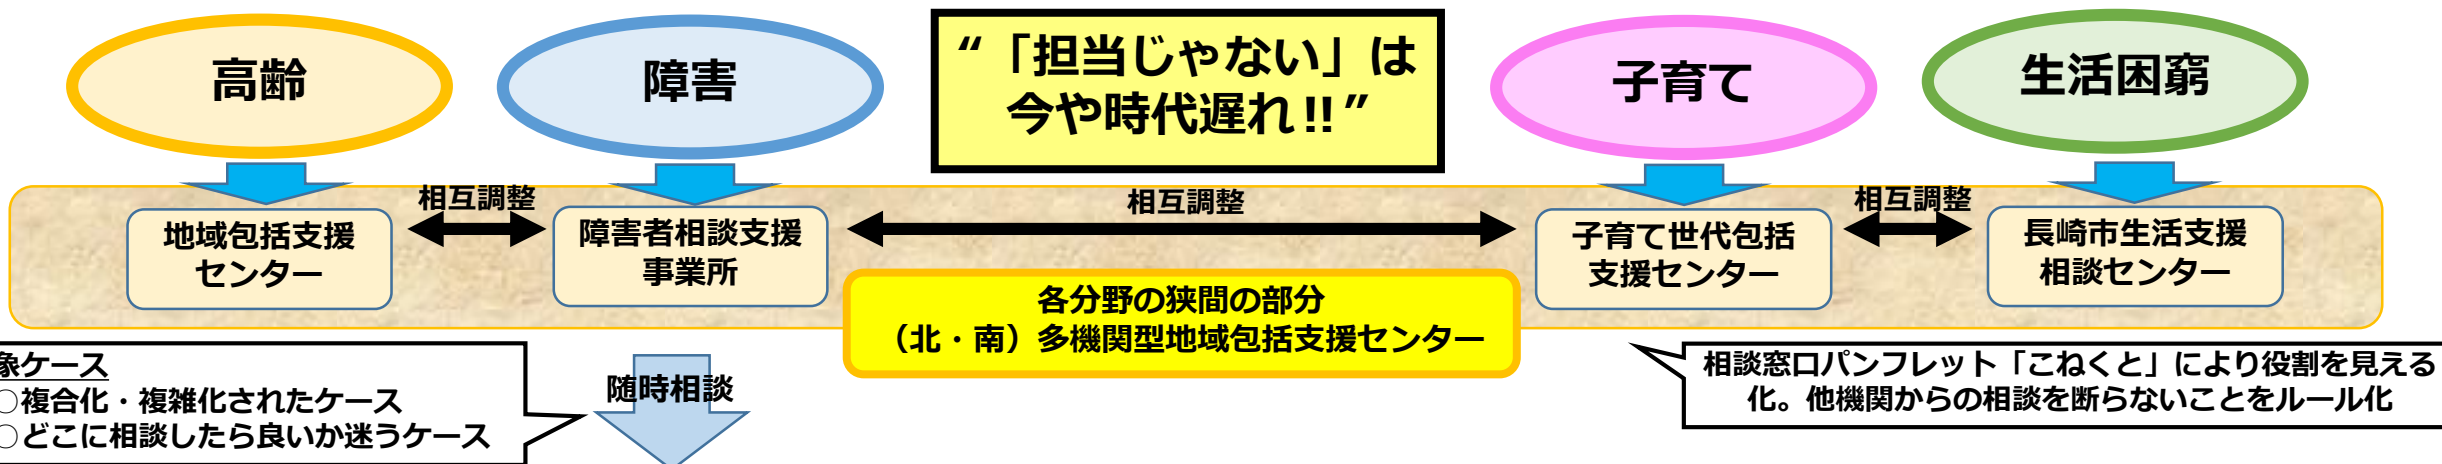 高齢
障害
“「担当じゃない」は
今や時代遅れ!!”
子育て
生活困窮
相互調整
相互調整
相互調整
地域包括支援
センター
障害者相談支援
事業所
子育て世代包括
支援センター
長崎市生活支援
相談センター
各分野の狭間の部分
（北・南）多機関型地域包括支援センター
象ケース
○複合化・複雑化されたケース
○どこに相談したら良いか迷うケース
随時相談
相談窓口パンフレット「こねくと」により役割を見える
化。他機関からの相談を断らないことをルール化